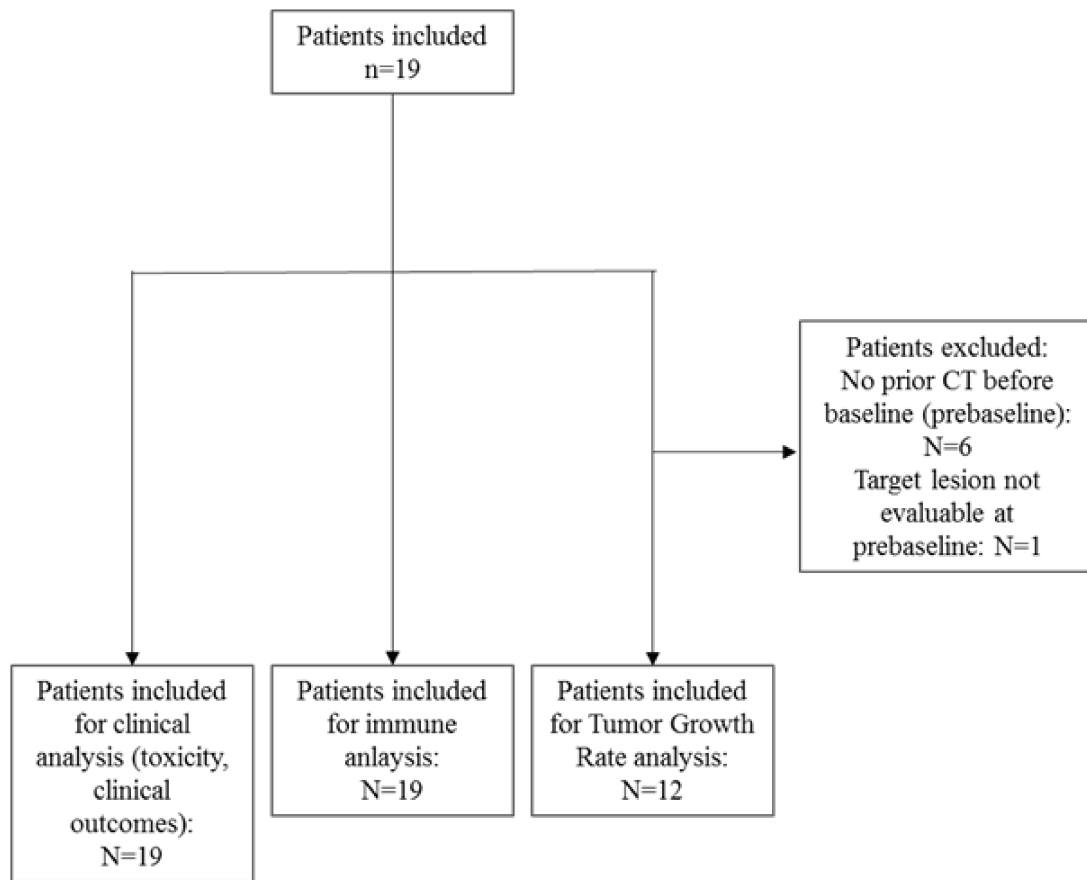 Patients included
n=19
Patients excluded:
No prior CT before
baseline (prebaseline):
N=6
Target lesion not
evaluable at
prebaseline: N=1
Patients included
for clinical
analysis (toxicity,
clinical
outcomes):
N=19
Patients included
for immune
anlaysis:
N=19
Patients included
for Tumor Growth
Rate analysis:
N=12